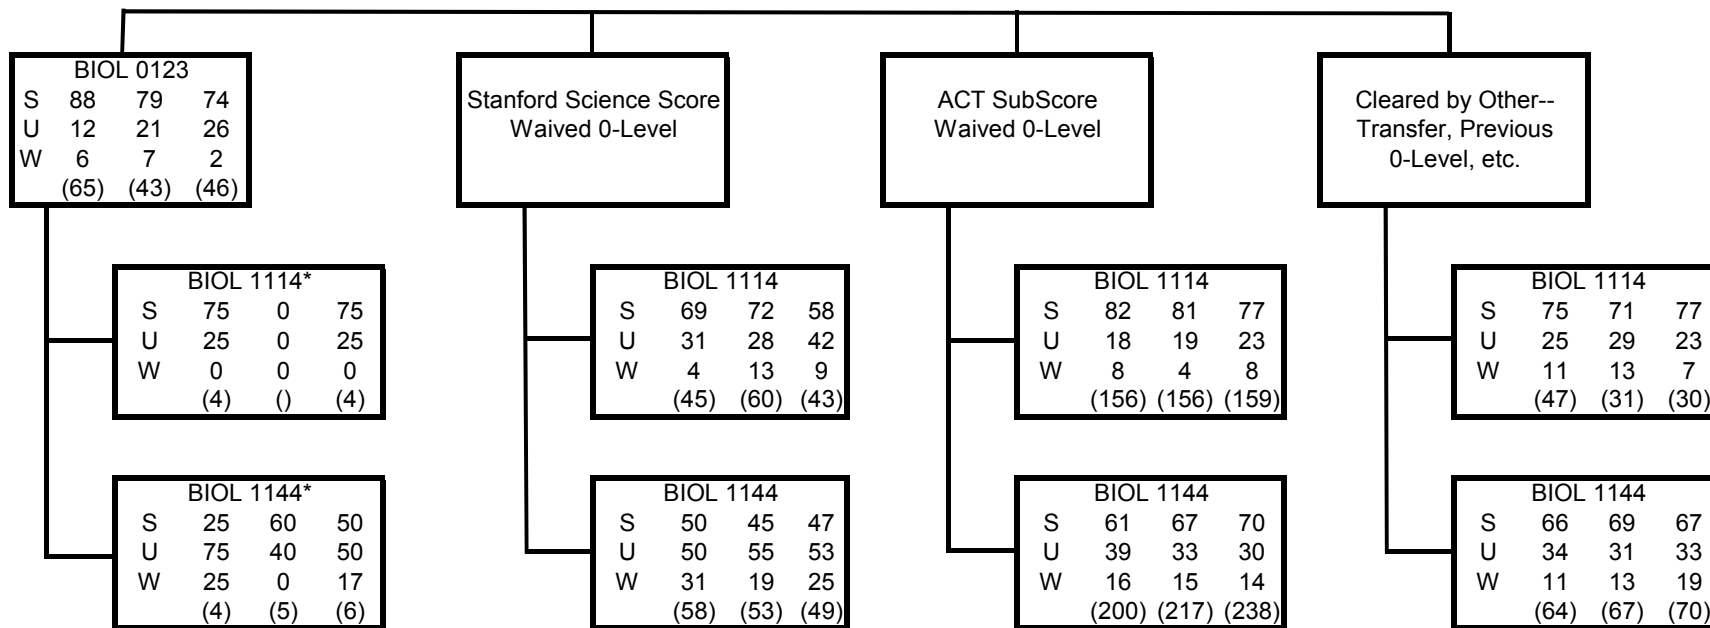 BIOL 0123
S 88 79 74
U 12 21 26
W 6 7 2
(65) (43) (46)
Stanford Science Score
Waived 0-Level
ACT SubScore
Waived 0-Level
Cleared by Other--
Transfer, Previous
0-Level, etc.
BIOL 1114*
S 75 0 75
U 25 0 25
W 0 0 0
(4) () (4)
BIOL 1114
S 69 72 58
U 31 28 42
W 4 13 9
(45) (60) (43)
BIOL 1114
S 82 81 77
U 18 19 23
W 8 4 8
(156) (156) (159)
BIOL 1114
S 75 71 77
U 25 29 23
W 11 13 7
(47) (31) (30)
BIOL 1144*
S 25 60 50
U 75 40 50
W 25 0 17
(4) (5) (6)
BIOL 1144
S 50 45 47
U 50 55 53
W 31 19 25
(58) (53) (49)
BIOL 1144
S 61 67 70
U 39 33 30
W 16 15 14
(200) (217) (238)
BIOL 1144
S 66 69 67
U 34 31 33
W 11 13 19
(64) (67) (70)